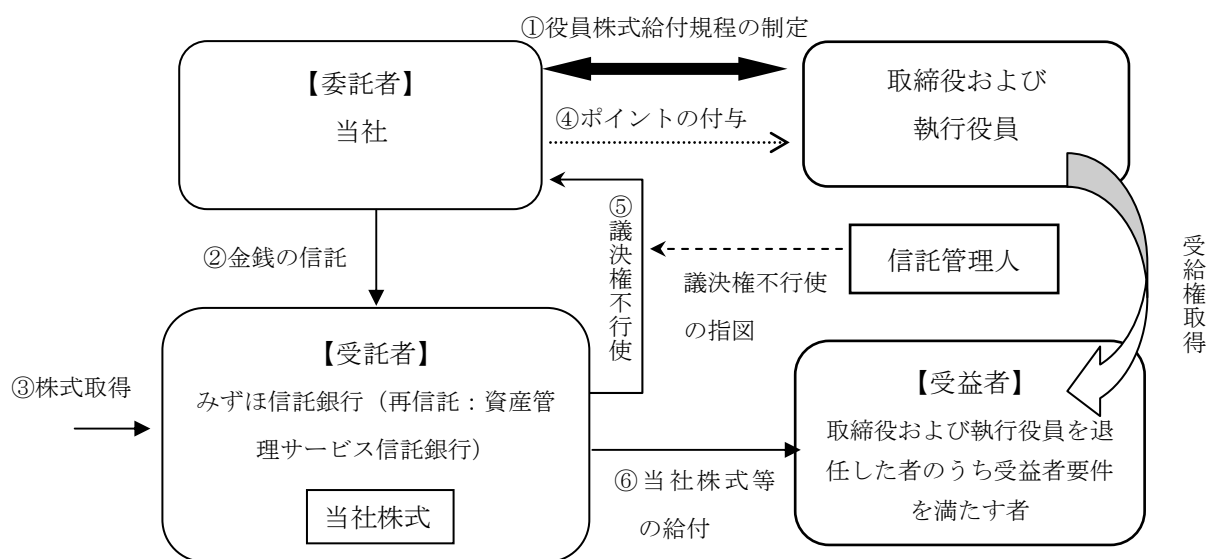 ①役員株式給付規程の制定
【委託者】
当社
取締役および
執行役員
④ポイントの付与
②金銭の信託
⑤議決権不行使
議決権不行使
の指図
信託管理人
受給権取得
③株式取得
【受託者】
みずほ信託銀行（再信託：資産管
理サービス信託銀行）
当社株式
⑥当社株式等
の給付
【受益者】
取締役および執行役員を退
任した者のうち受益者要件
を満たす者